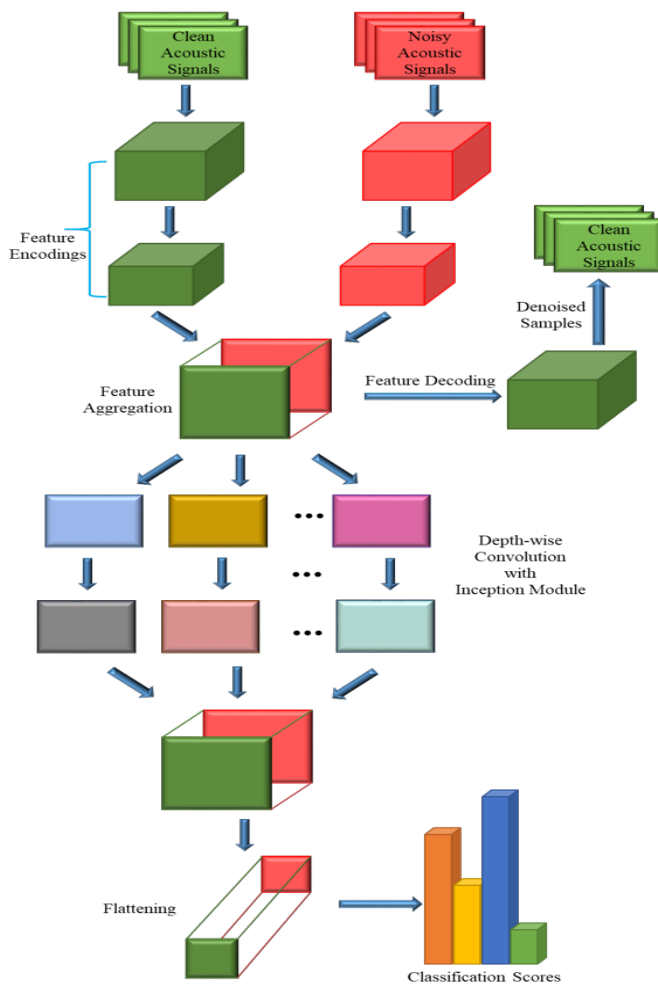 Clean
Acoustic
Signals
Noisy
Acoustic
Signals
Feature
Encodings
Clean
Acoustic
Signals
Denoised
Samples
Feature
Aggregation
Feature Decoding
Depth-wise
Convolution
with
Inception Module
Flattening
Classification Scores